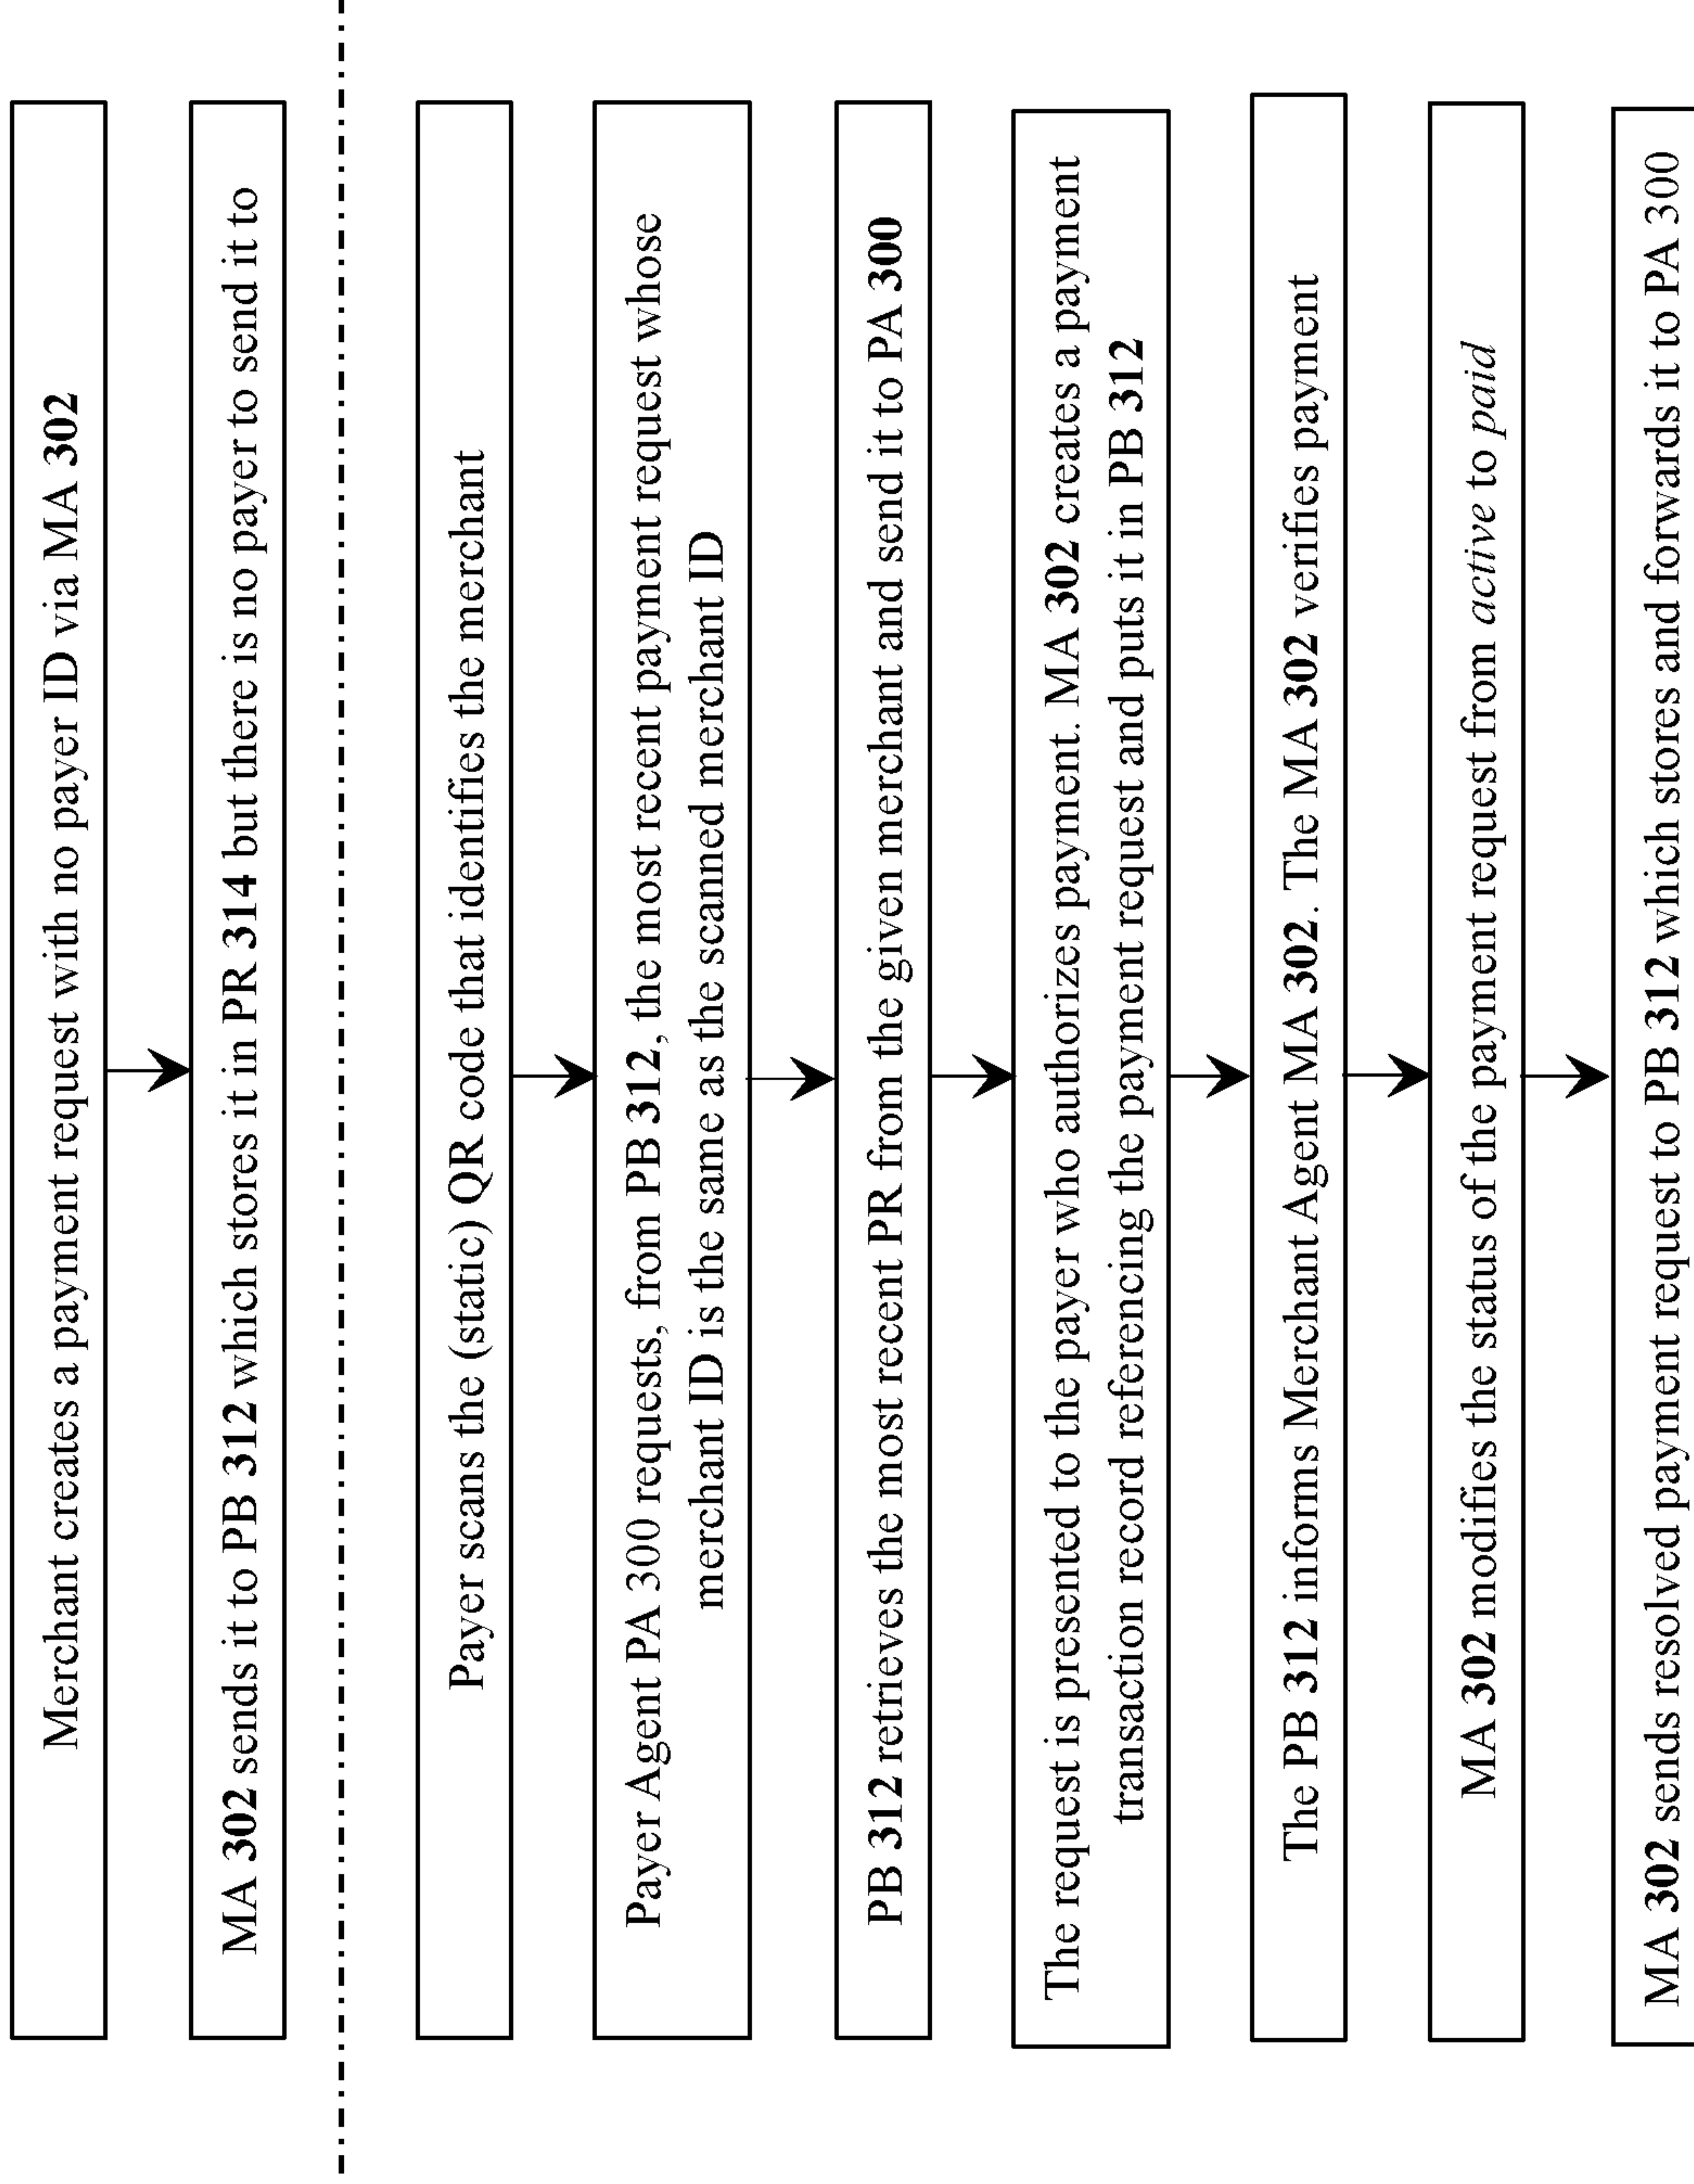 Merchant creates a payment request with no payer ID via MA 302
MA 302 sends it to PB 312 which stores it in PR 314 but there is no payer to send it to
Payer scans the (static) QR code that identifies the merchant
Payer Agent PA 300 requests, from PB 312, the most recent payment request whose
merchant ID is the same as the scanned merchant ID
PB 312 retrieves the most recent PR from the given merchant and send it to PA 300
The request is presented to the payer who authorizes payment. MA 302 creates a payment
transaction record referencing the payment request and puts it in PB 312
The PB 312 informs Merchant Agent MA 302. The MA 302 verifies payment
MA 302 modifies the status of the payment request from active to paid
MA 302 sends resolved payment request to PB 312 which stores and forwards it to PA 300